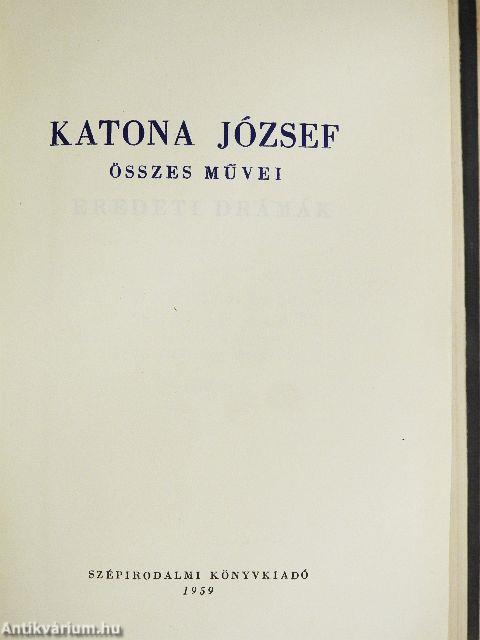 KATONA JÓZSEF
ÖSSZES MŰVEI
EREDETI DRÁMÁK
SZÉPIRODALMI KÖNYVKIADÓ
1959
Antikvárium.hu